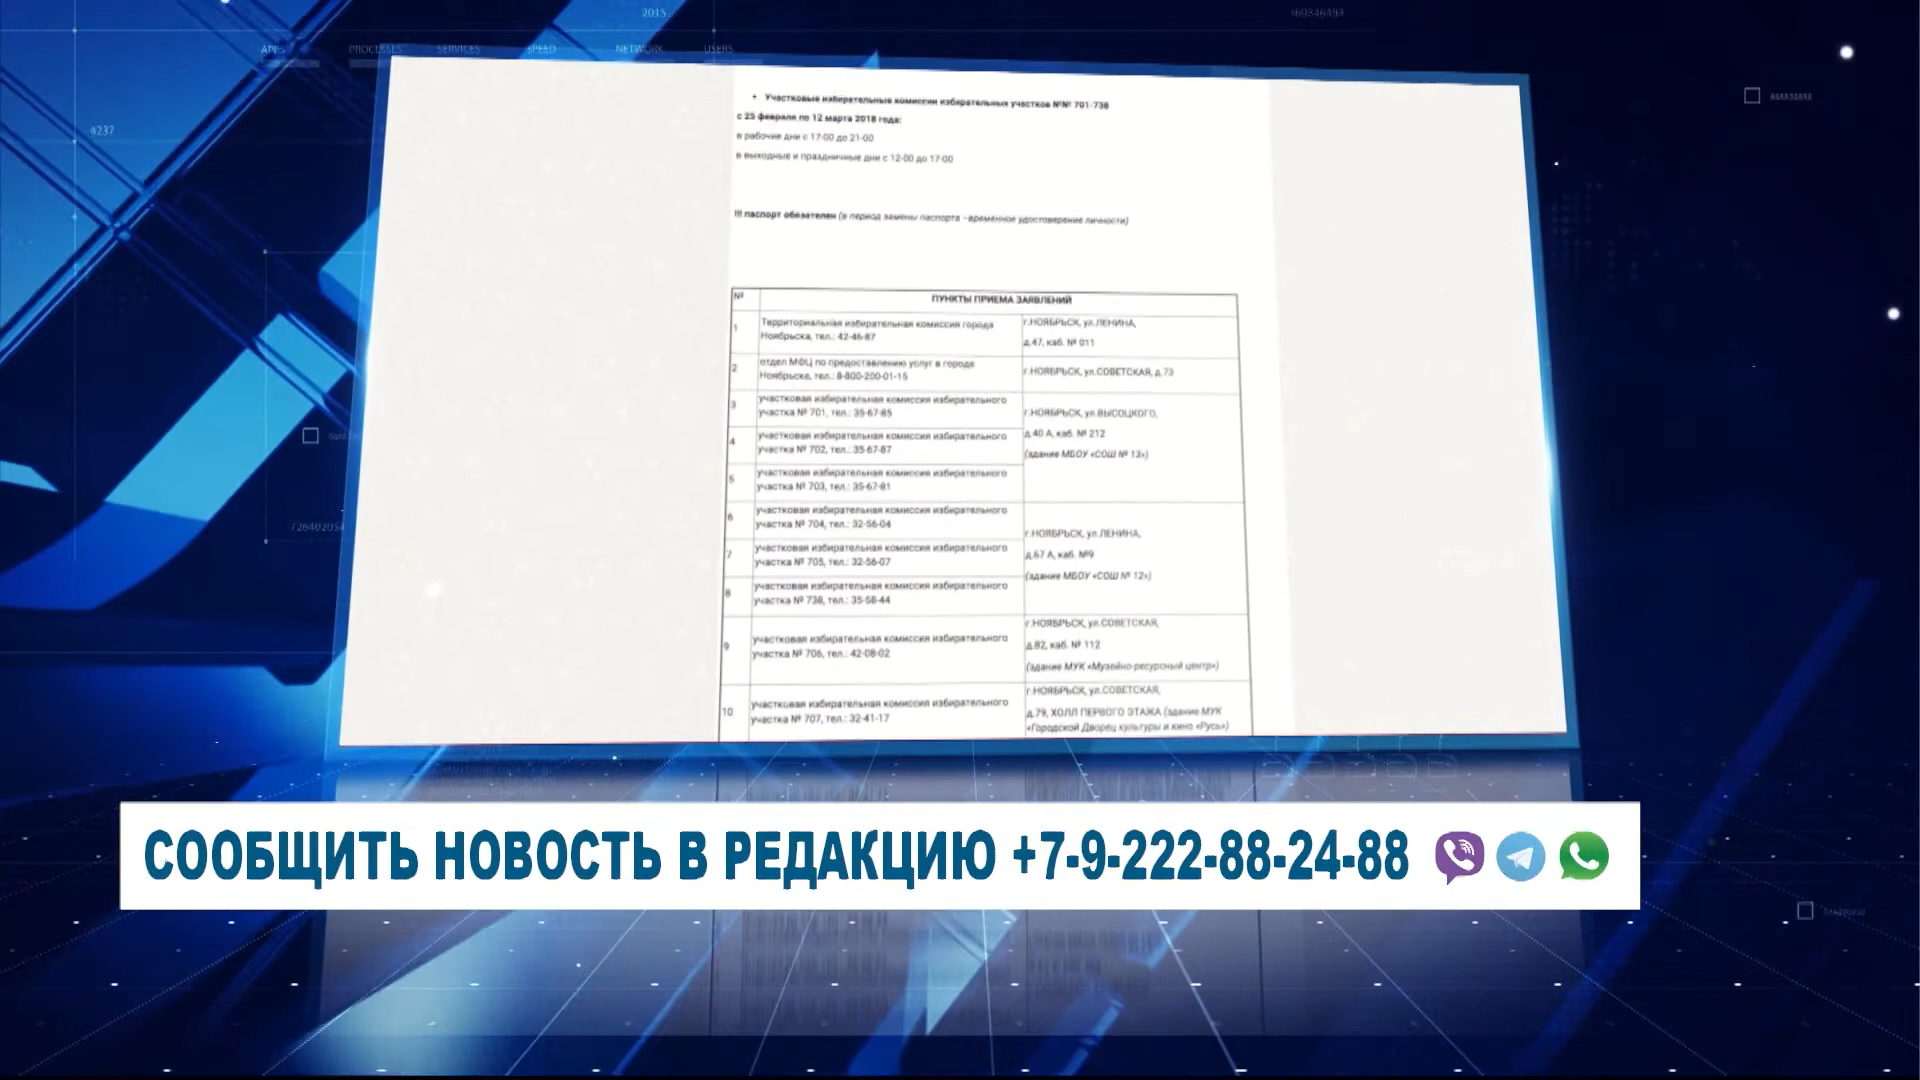 2015
+60346A98
APPS PROCESSES SERVICES SPEED NETWORK USERS
4237
• Участковые избирательные комиссии избирательных участков №№ 701-738
с 25 февраля по 12 марта 2018 года:
в рабочие дни с 17-00 до 21-00
в выходные и праздничные дни с 12-00 до 17-00
!!! паспорт обязателен (в период замены паспорта –временное удостоверение личности)
№ ПУНКТЫ ПРИЕМА ЗАЯВЛЕНИЙ
1 Территориальная избирательная комиссия города
Ноябрьска, тел.: 42-46-87
г.НОЯБРЬСК, ул.ЛЕНИНА,
д.47, каб. № 011
2 отдел МФЦ по предоставлению услуг в городе
Ноябрьске, тел.: 8-800-200-01-15
г.НОЯБРЬСК, ул.СОВЕТСКАЯ, д.73
3 участковая избирательная комиссия избирательного
участка № 701, тел.: 35-67-85
4 участковая избирательная комиссия избирательного
участка № 702, тел.: 35-67-87
5 участковая избирательная комиссия избирательного
участка № 703, тел.: 35-67-81
г.НОЯБРЬСК, ул.ВЫСОЦКОГО,
д.40 А, каб. № 212
(здание МБОУ «СОШ № 13»)
6 участковая избирательная комиссия избирательного
участка № 704, тел.: 32-56-04
7 участковая избирательная комиссия избирательного
участка № 705, тел.: 32-56-07
8 участковая избирательная комиссия избирательного
участка № 738, тел.: 35-58-44
г.НОЯБРЬСК, ул.ЛЕНИНА,
д.67 А, каб. №9
(здание МБОУ «СОШ № 12»)
9 участковая избирательная комиссия избирательного
участка № 706, тел.: 42-08-02
г.НОЯБРЬСК, ул.СОВЕТСКАЯ,
д.82, каб. № 112
(здание МУК «Музейно-ресурсный центр»)
10 участковая избирательная комиссия избирательного
участка № 707, тел.: 32-41-17
г.НОЯБРЬСК, ул.СОВЕТСКАЯ,
д.79, ХОЛЛ ПЕРВОГО ЭТАЖА (здание МУК
«Городской Дворец культуры и кино «Русь»)
72640205
СООБЩИТЬ НОВОСТЬ В РЕДАКЦИЮ +7-9-222-88-24-88